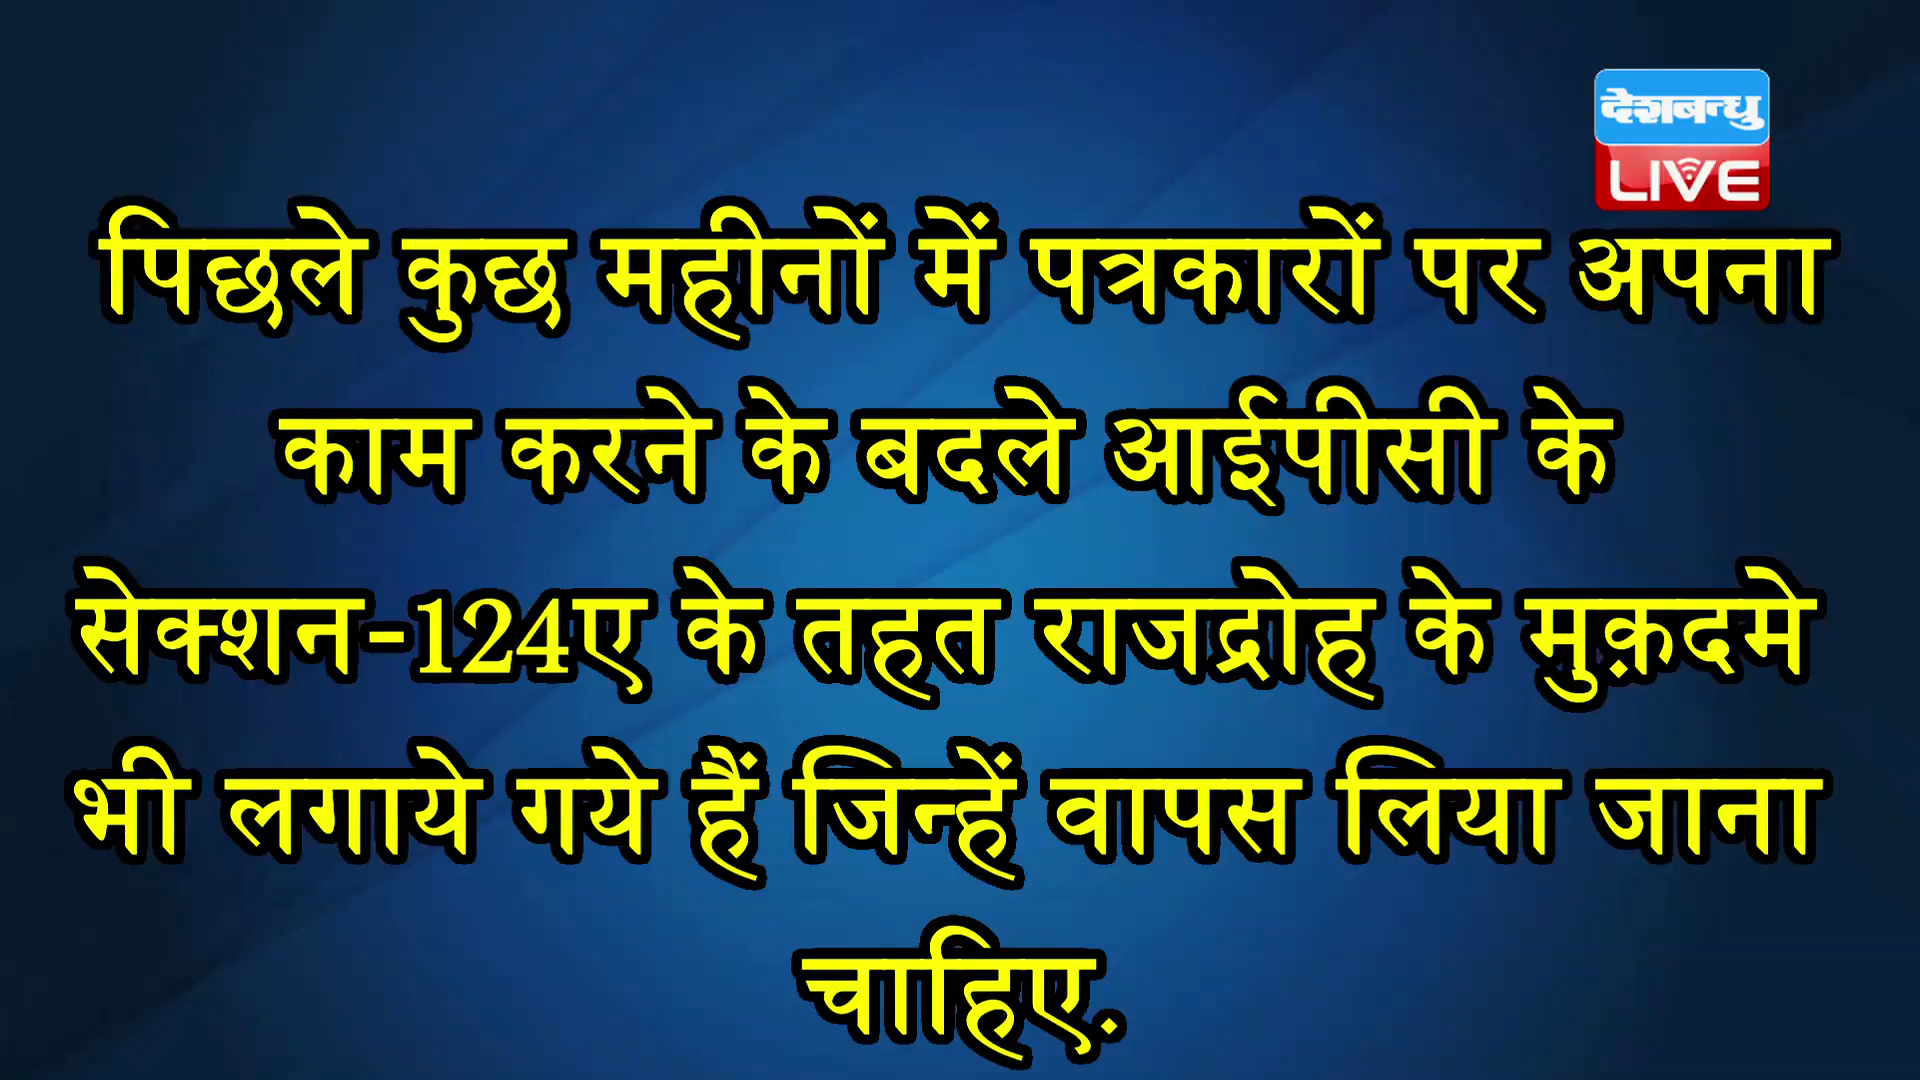 देशबन्धु
LIVE
पिछले कुछ महीनों में पत्रकारों पर अपना
काम करने के बदले आईपीसी के
सेक्शन-124ए के तहत राजद्रोह के मुक़दमे
भी लगाये गये हैं जिन्हें वापस लिया जाना
चाहिए.